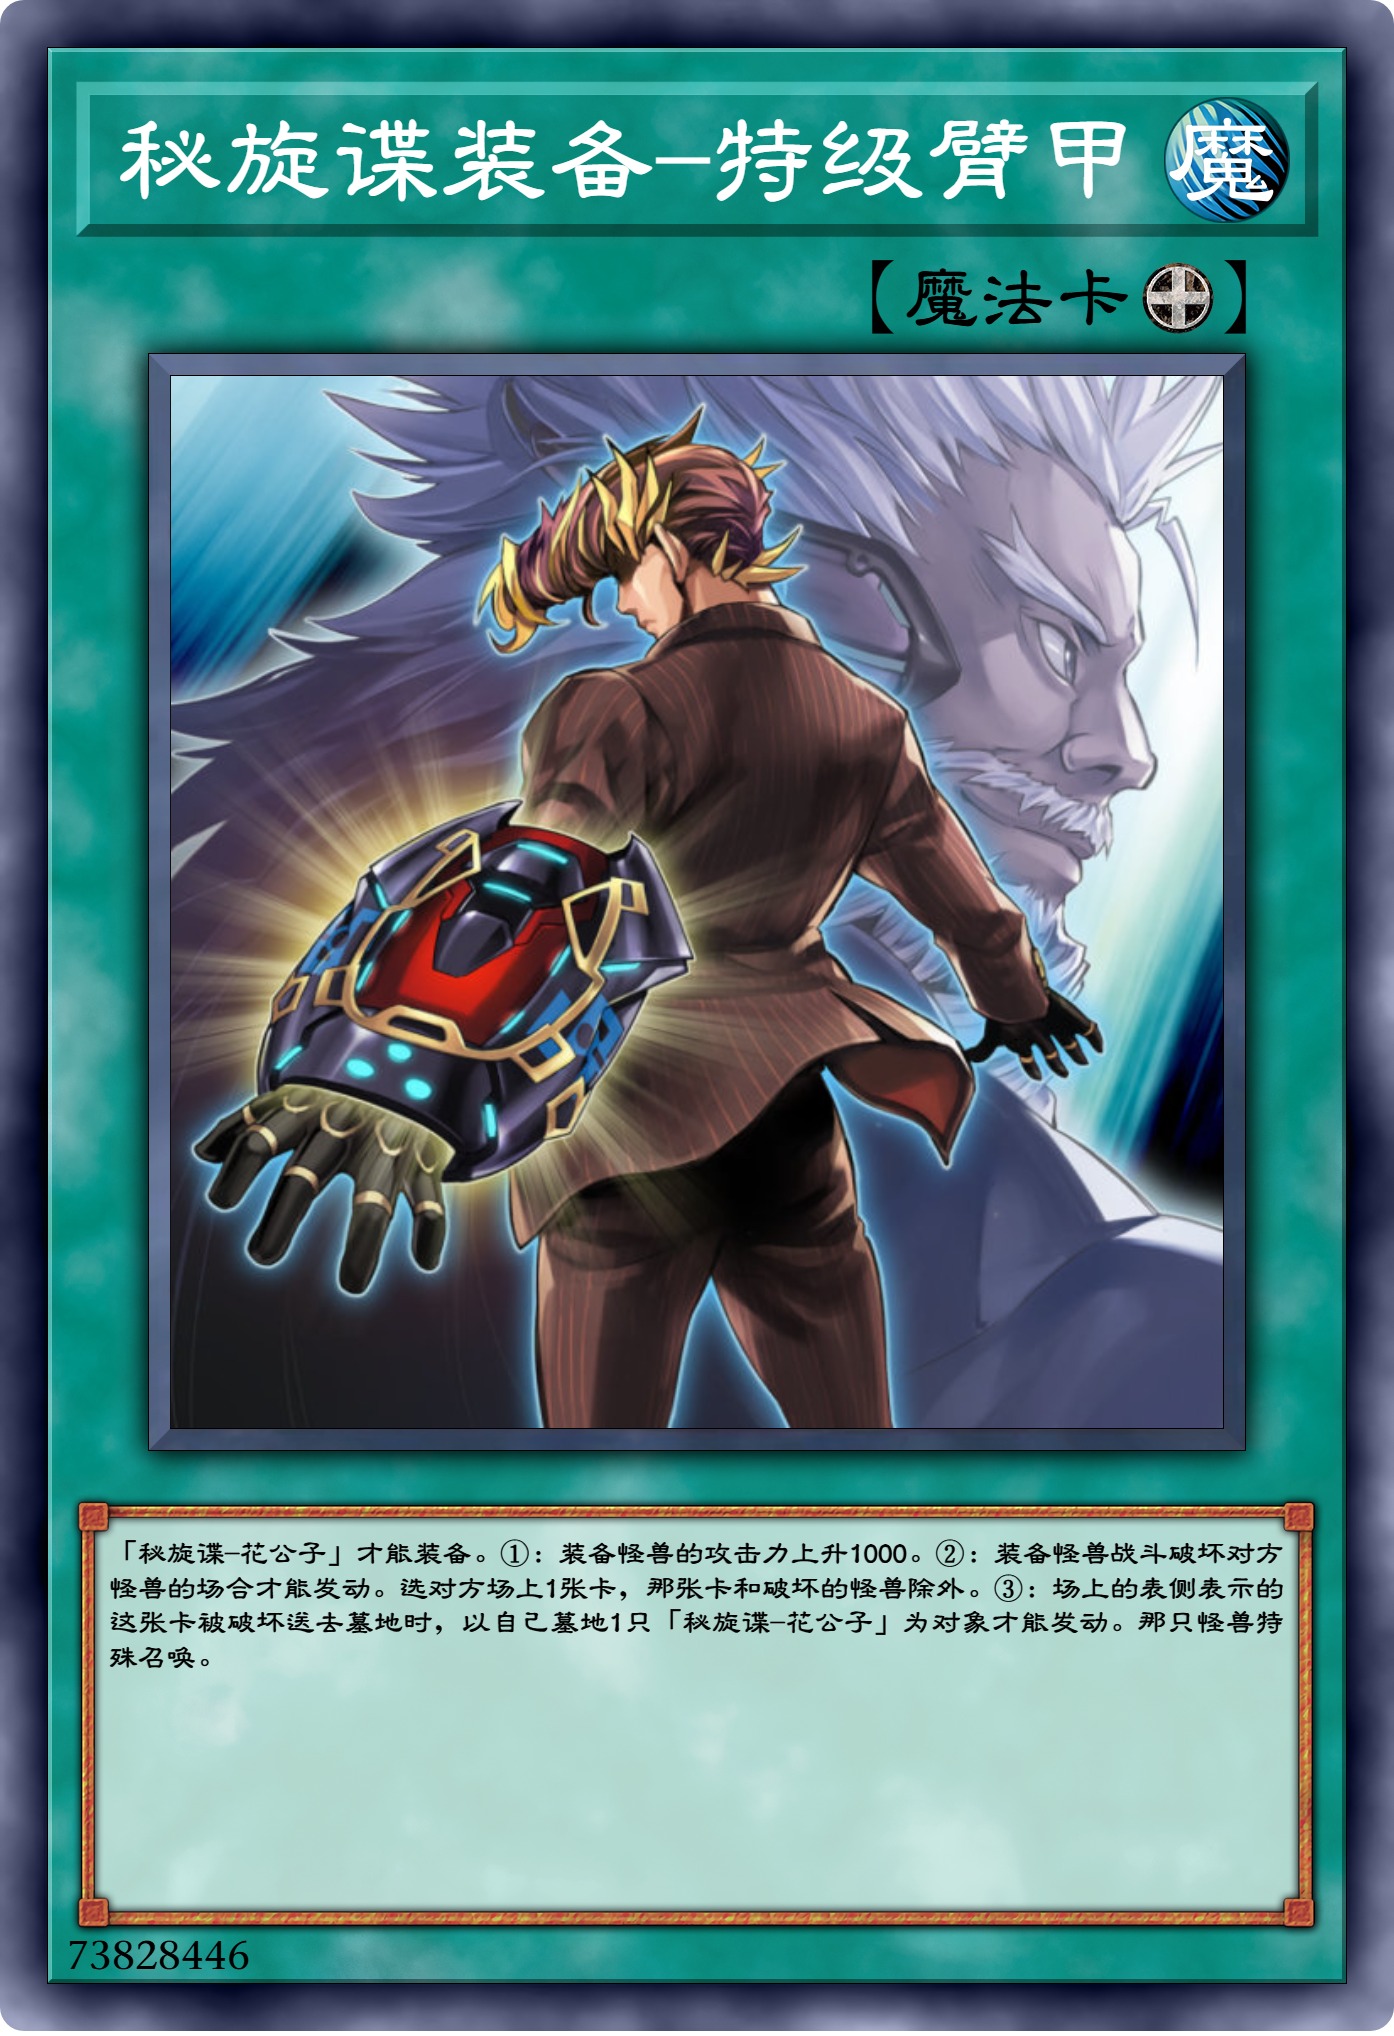 秘旋谍装备-特级臂甲 魔
【魔法卡】
「秘旋谍-花公子」才能装备。①：装备怪兽的攻击力上升1000。②：装备怪兽战斗破坏对方
怪兽的场合才能发动。选对方场上1张卡，那张卡和破坏的怪兽除外。③：场上的表侧表示的
这张卡被破坏送去墓地时，以自己墓地1只「秘旋谍-花公子」为对象才能发动。那只怪兽特
殊召唤。
73828446